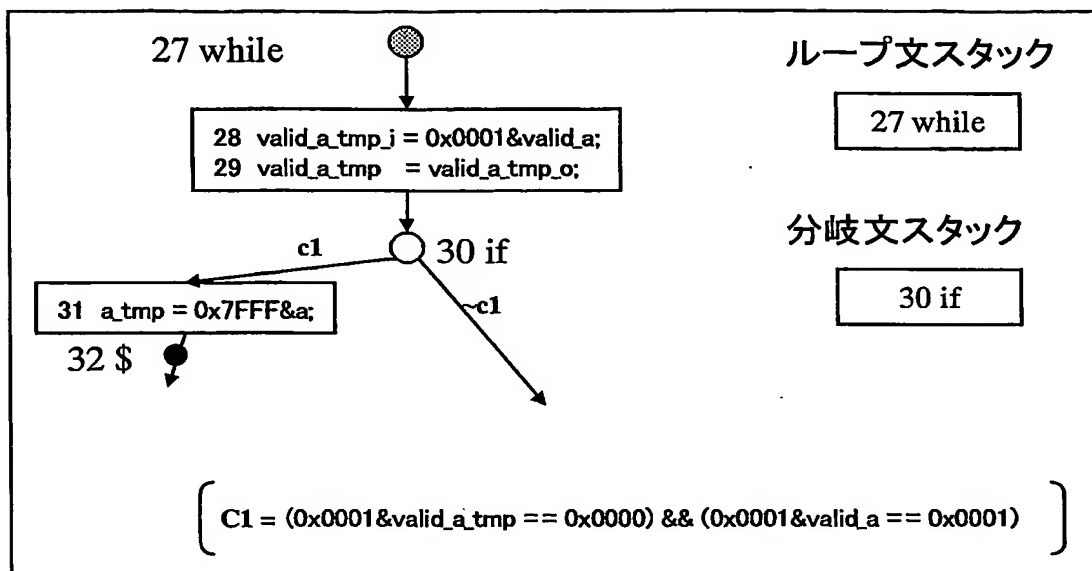 27 while
ループ文スタック
27 while
28 valid_a_tmp_i = 0x0001&valid_a;
29 valid_a_tmp = valid_a_tmp_o;
分岐文スタック
c1
30 if
30 if
~c1
31 a_tmp = 0x7FFF&a;
32 $
C1 = (0x0001&valid_a_tmp == 0x0000) && (0x0001&valid_a == 0x0001)